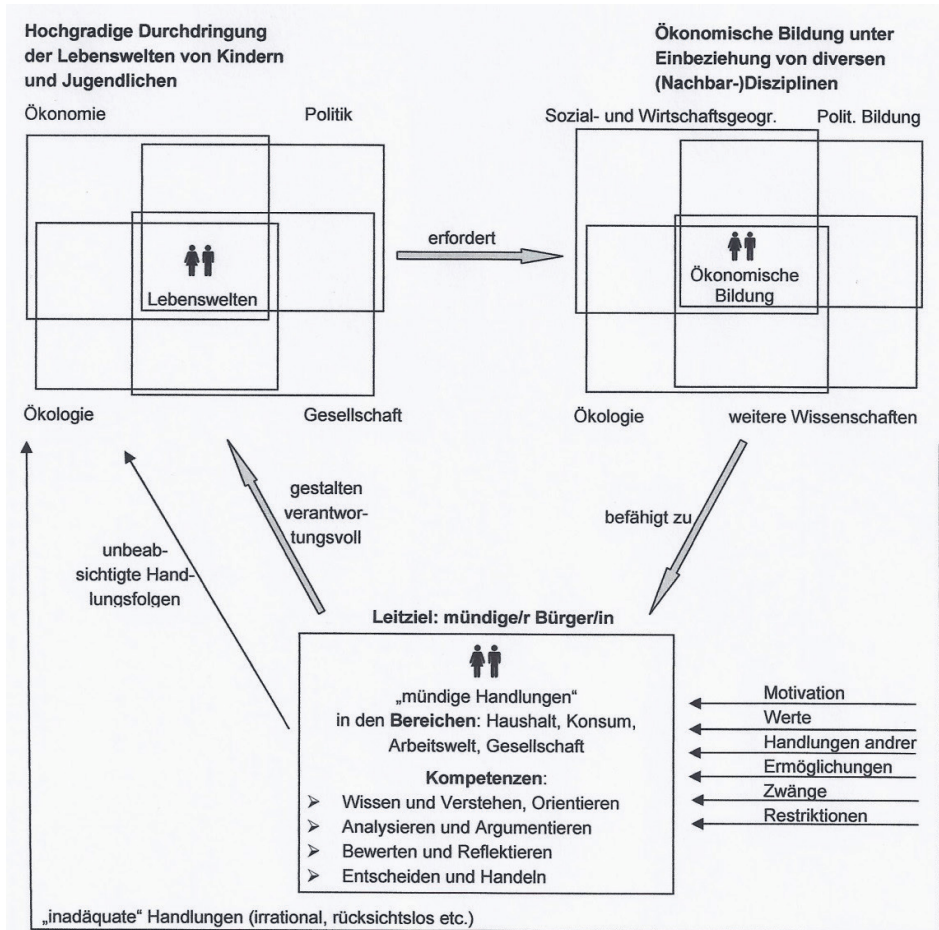 Hochgradige Durchdringung
der Lebenswelten von Kindern
und Jugendlichen
Ökonomie
Politik
Lebenswelten
Ökologie
Gesellschaft
erfordert
Ökonomische Bildung unter
Einbeziehung von diversen
(Nachbar-)Disziplinen
Sozial- und Wirtschaftsgeogr.
Polit. Bildung
Ökonomische
Bildung
Ökologie
weitere Wissenschaften
gestalten
verantwor-
tungsvoll
befähigt zu
unbeab-
sichtigte Hand-
lungsfolgen
Leitziel: mündige/r Bürger/in
„mündige Handlungen“
in den Bereichen: Haushalt, Konsum,
Arbeitswelt, Gesellschaft
Kompetenzen:
➢ Wissen und Verstehen, Orientieren
➢ Analysieren und Argumentieren
➢ Bewerten und Reflektieren
➢ Entscheiden und Handeln
Motivation
Werte
Handlungen andrer
Ermöglichungen
Zwänge
Restriktionen
„inadäquate“ Handlungen (irrational, rücksichtslos etc.)